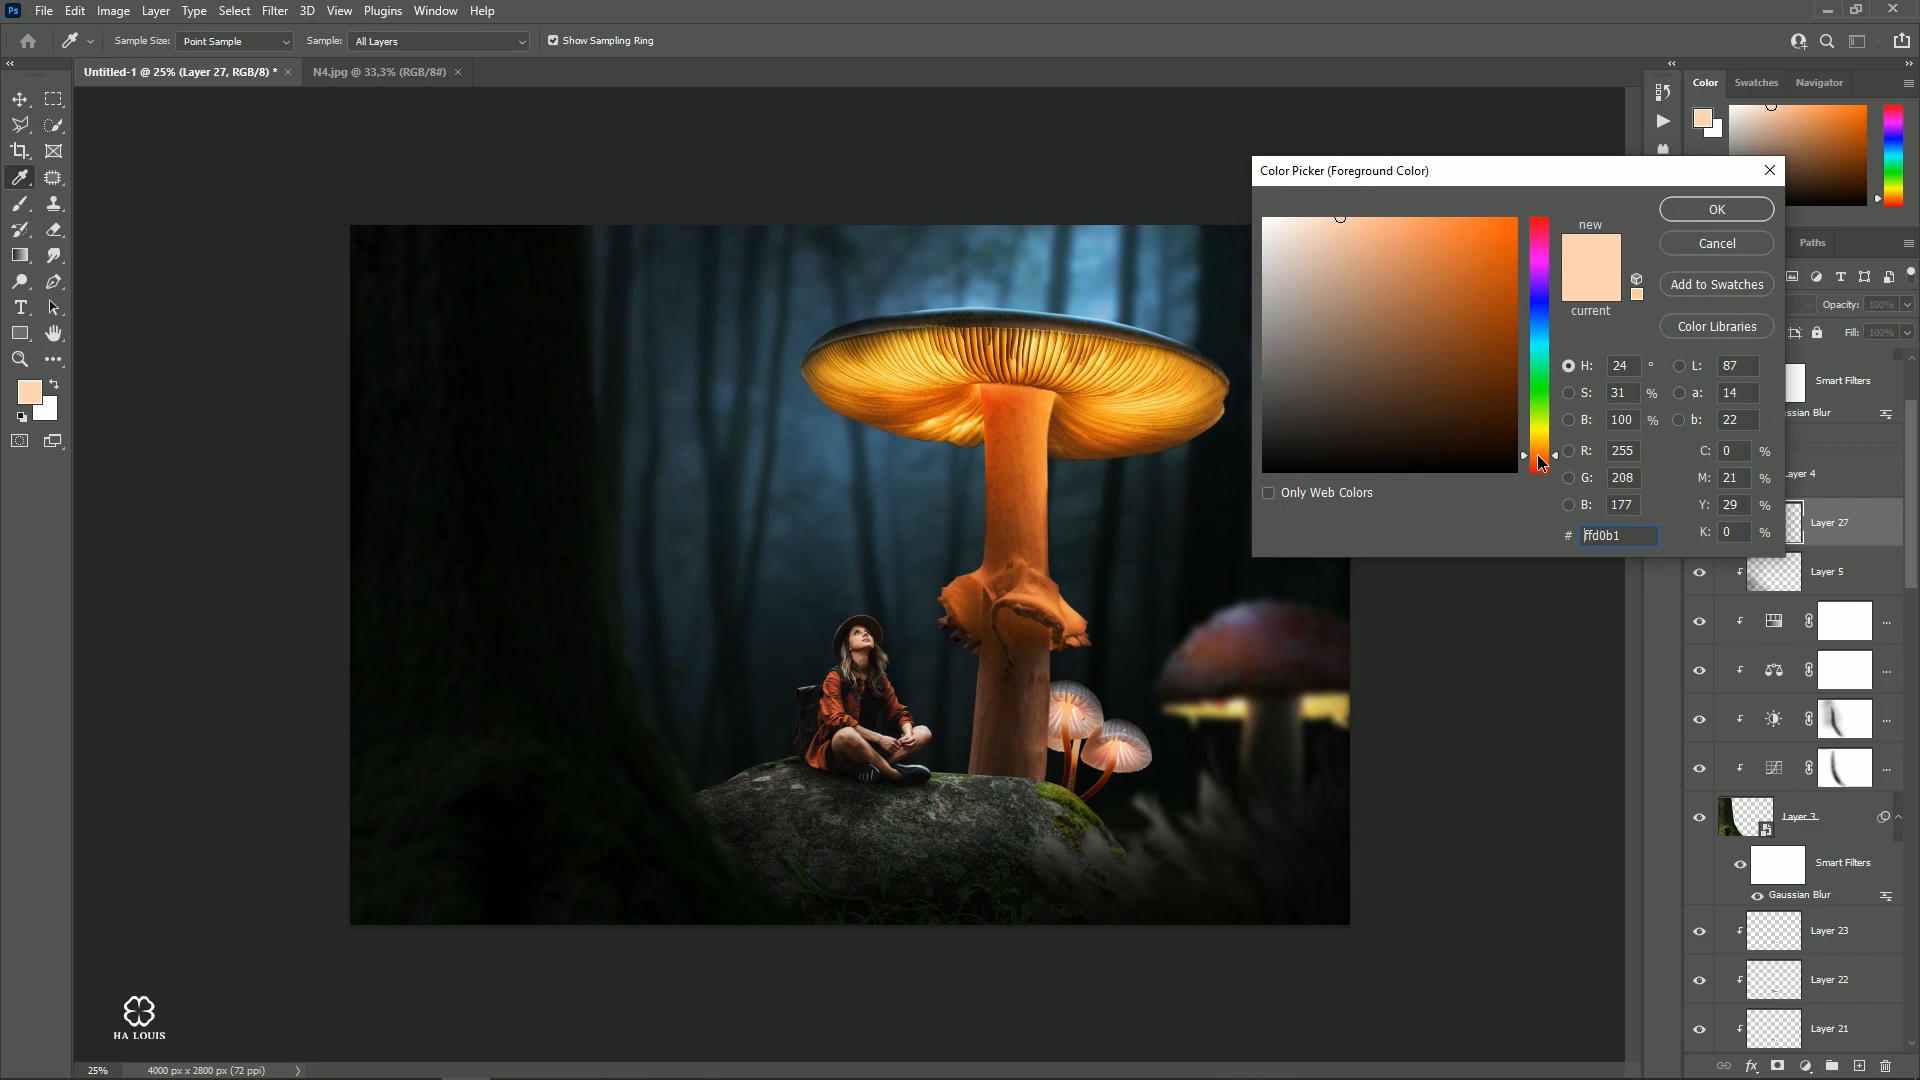 Ps File Edit Image Layer Type Select Filter 3D View Plugins Window Help
Sample Size: Point Sample Sample: All Layers Show Sampling Ring
Untitled-1 @ 25% (Layer 27, RGB/8) * × N4.jpg @ 33,3% (RGB/8#) ×
Color Swatches Navigator
Color Picker (Foreground Color)
new
current
OK
Cancel
Add to Swatches
Color Libraries
H: 24 ° L: 87
S: 31 % a: 14
B: 100 % b: 22
R: 255 C: 0 %
G: 208 M: 21 %
B: 177 Y: 29 %
# ffd0b1 K: 0 %
Only Web Colors
Paths
Opacity: 100%
Fill: 100%
Smart Filters
ssian Blur
ayer 4
Layer 27
Layer 5
Layer 3
Smart Filters
Gaussian Blur
Layer 23
Layer 22
Layer 21
HA LOUIS
25% 4000 px x 2800 px (72 ppi)